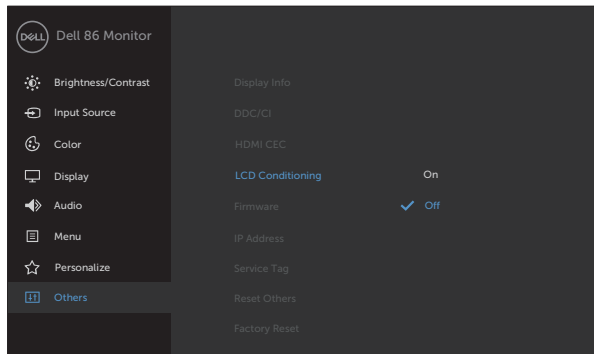 DELL Dell 86 Monitor
Brightness/Contrast Display Info
Input Source DDC/CI
Color HDMI CEC
Display LCD Conditioning On
Audio Firmware Off
Menu IP Address
Personalize Service Tag
Others Reset Others
Factory Reset